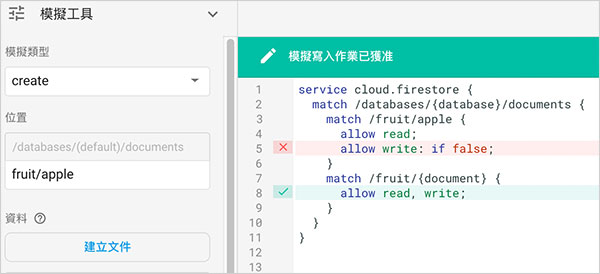 模擬工具
模擬類型
create
位置
/databases/(default)/documents
fruit/apple
資料
建立文件
模擬寫入作業已獲准
1 service cloud.firestore {
2 match /databases/{database}/documents {
3 match /fruit/apple {
4 allow read;
5 allow write: if false;
6 }
7 match /fruit/{document} {
8 allow read, write;
9 }
10 }
11 }
12
13